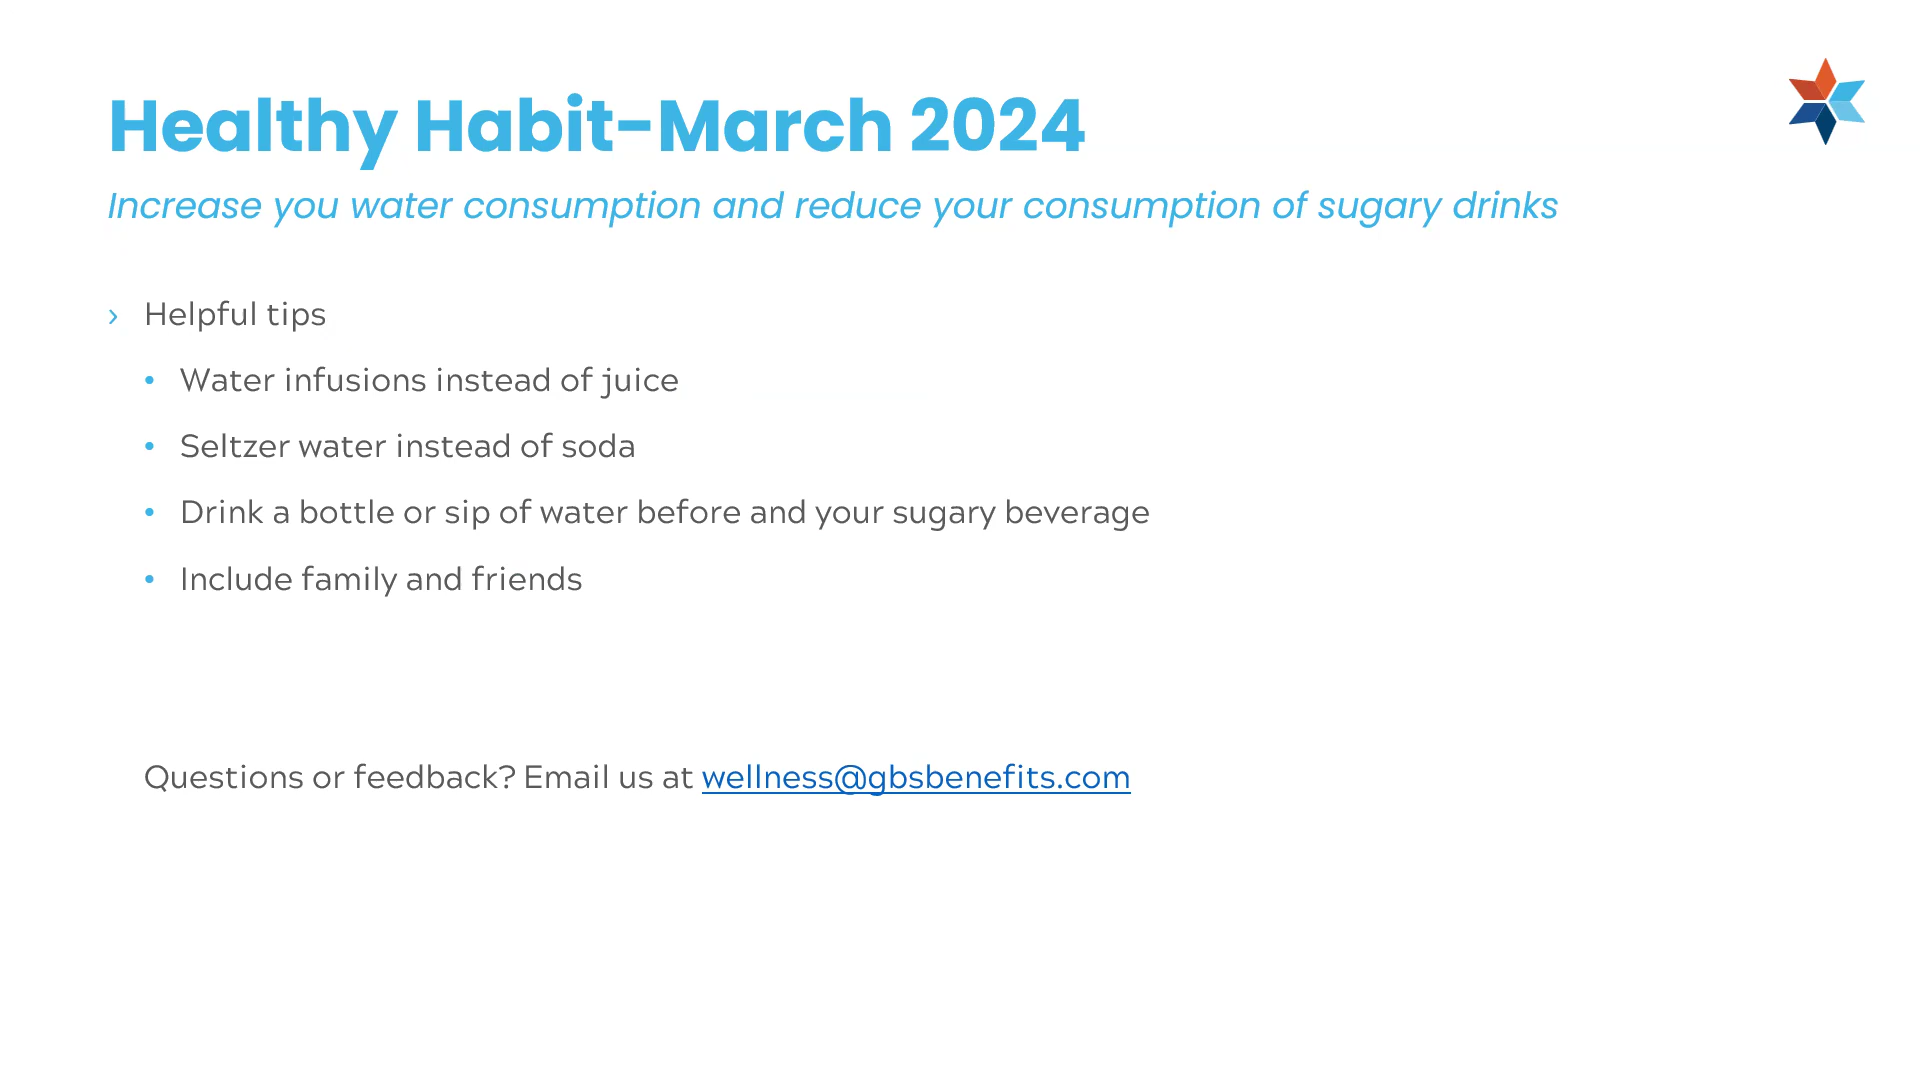 Healthy Habit-March 2024
Increase you water consumption and reduce your consumption of sugary drinks
› Helpful tips
• Water infusions instead of juice
• Seltzer water instead of soda
• Drink a bottle or sip of water before and your sugary beverage
• Include family and friends
Questions or feedback? Email us at wellness@gbsbenefits.com